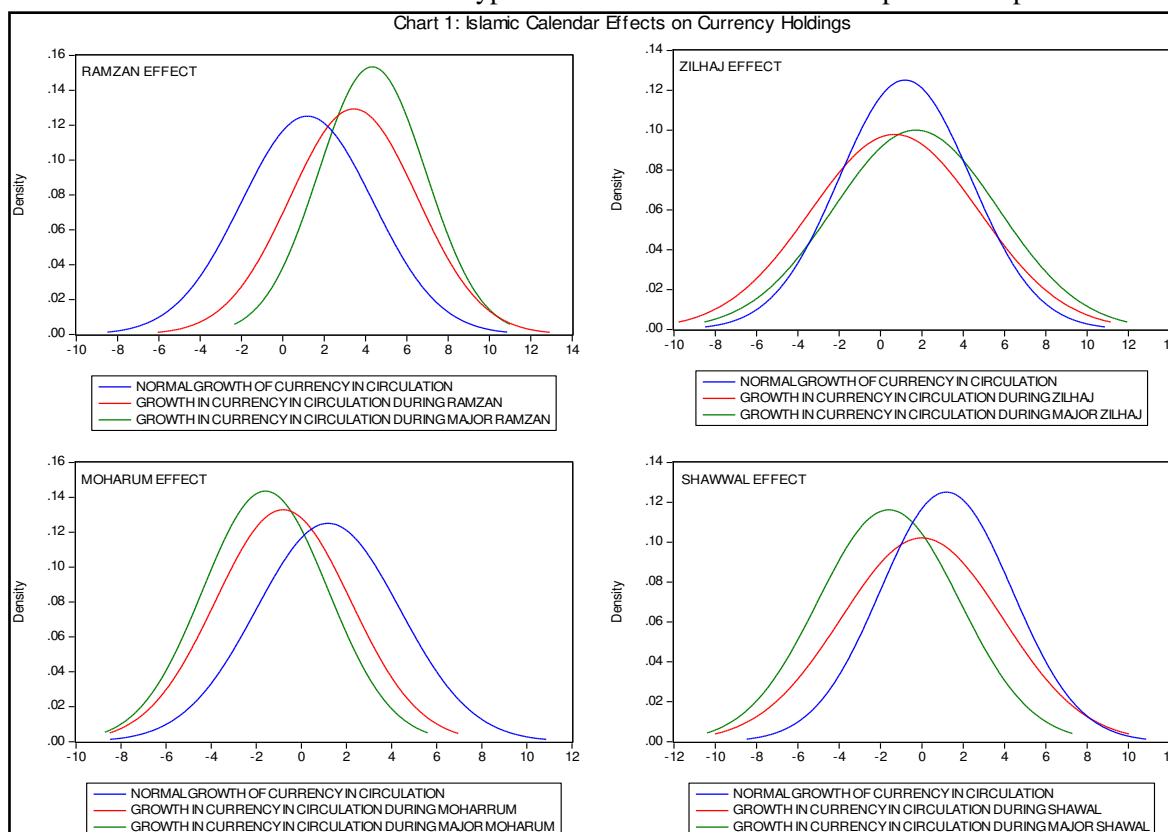 Chart 1: Islamic Calendar Effects on Currency Holdings
RAMZAN EFFECT
.16
.14
.12
.10
.08
.06
.04
.02
.00
Density
-10 -8 -6 -4 -2 0 2 4 6 8 10 12 14
NORMAL GROWTH OF CURRENCY IN CIRCULATION
GROWTH IN CURRENCY IN CIRCULATION DURING RAMZAN
GROWTH IN CURRENCY IN CIRCULATION DURING MAJOR RAMZAN
ZILHAJ EFFECT
.14
.12
.10
.08
.06
.04
.02
.00
Density
-10 -8 -6 -4 -2 0 2 4 6 8 10 12
NORMAL GROWTH OF CURRENCY IN CIRCULATION
GROWTH IN CURRENCY IN CIRCULATION DURING ZILHAJ
GROWTH IN CURRENCY IN CIRCULATION DURING MAJOR ZILHAJ
MOHARUM EFFECT
.16
.14
.12
.10
.08
.06
.04
.02
.00
Density
-10 -8 -6 -4 -2 0 2 4 6 8 10 12
NORMAL GROWTH OF CURRENCY IN CIRCULATION
GROWTH IN CURRENCY IN CIRCULATION DURING MOHARRUM
GROWTH IN CURRENCY IN CIRCULATION DURING MAJOR MOHARUM
SHAWWAL EFFECT
.14
.12
.10
.08
.06
.04
.02
.00
Density
-12 -10 -8 -6 -4 -2 0 2 4 6 8 10
NORMAL GROWTH OF CURRENCY IN CIRCULATION
GROWTH IN CURRENCY IN CIRCULATION DURING SHAWAL
GROWTH IN CURRENCY IN CIRCULATION DURING MAJOR SHAWAL